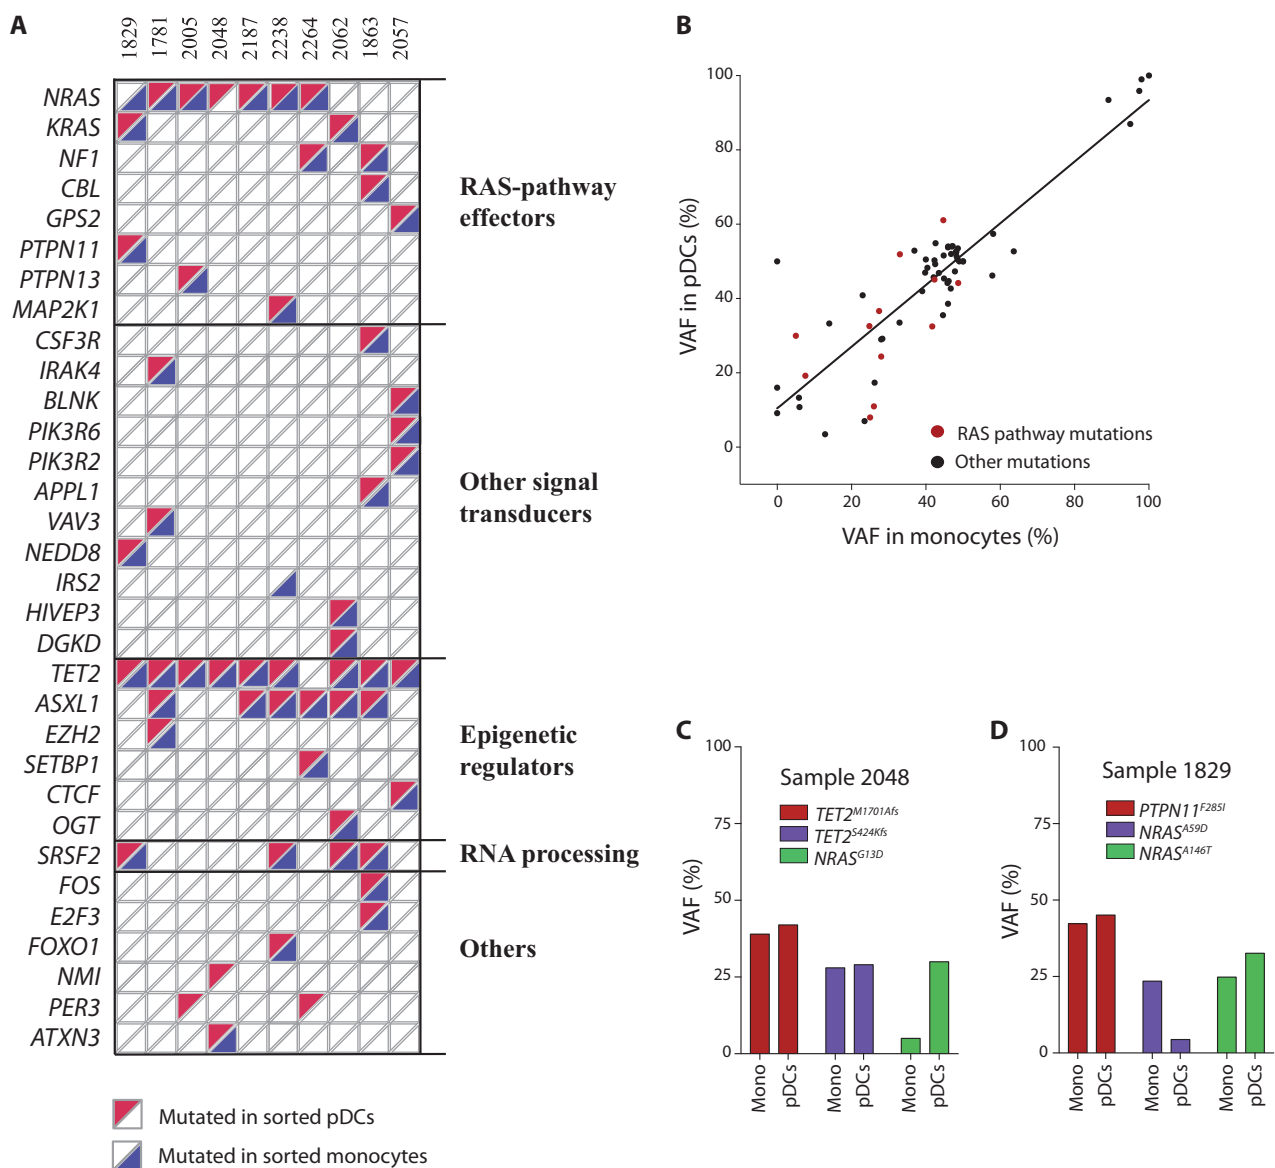 A
1829 1781 2005 2048 2187 2238 2264 2062 1863 2057
NRAS
KRAS
NF1
CBL
GPS2
PTPN11
PTPN13
MAP2K1
RAS-pathway
effectors
CSF3R
IRAK4
BLNK
PIK3R6
PIK3R2
APPL1
VAV3
NEDD8
IRS2
HIVEP3
DGKD
Other signal
transducers
TET2
ASXL1
EZH2
SETBP1
CTCF
OGT
Epigenetic
regulators
SRSF2
RNA processing
FOS
E2F3
FOXO1
NMI
PER3
ATXN3
Others
Mutated in sorted pDCs
Mutated in sorted monocytes
B
VAF in pDCs (%)
100
80
60
40
20
0
0 20 40 60 80 100
VAF in monocytes (%)
RAS pathway mutations
Other mutations
C
Sample 2048
TET2M1701Afs
TET2S424Kfs
NRASG13D
VAF (%)
100
75
50
25
0
Mono pDCs Mono pDCs Mono pDCs
D
Sample 1829
PTPN11F285I
NRASA59D
NRASA146T
VAF (%)
100
75
50
25
0
Mono pDCs Mono pDCs Mono pDCs